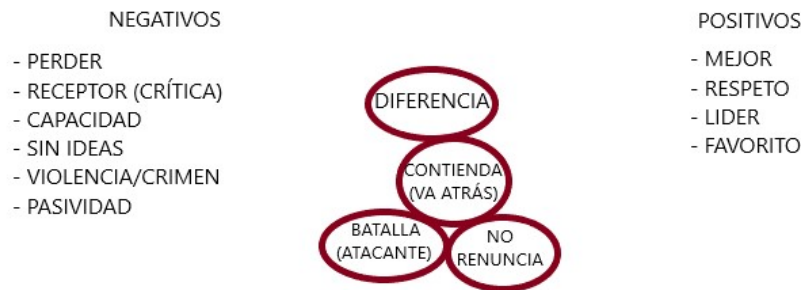 NEGATIVOS
- PERDER
- RECEPTOR (CRÍTICA)
- CAPACIDAD
- SIN IDEAS
- VIOLENCIA/CRIMEN
- PASIVIDAD
DIFERENCIA
CONTIENDA
(VA ATRÁS)
BATALLA
(ATACANTE)
NO
RENUNCIA
POSITIVOS
- MEJOR
- RESPETO
- LIDER
- FAVORITO